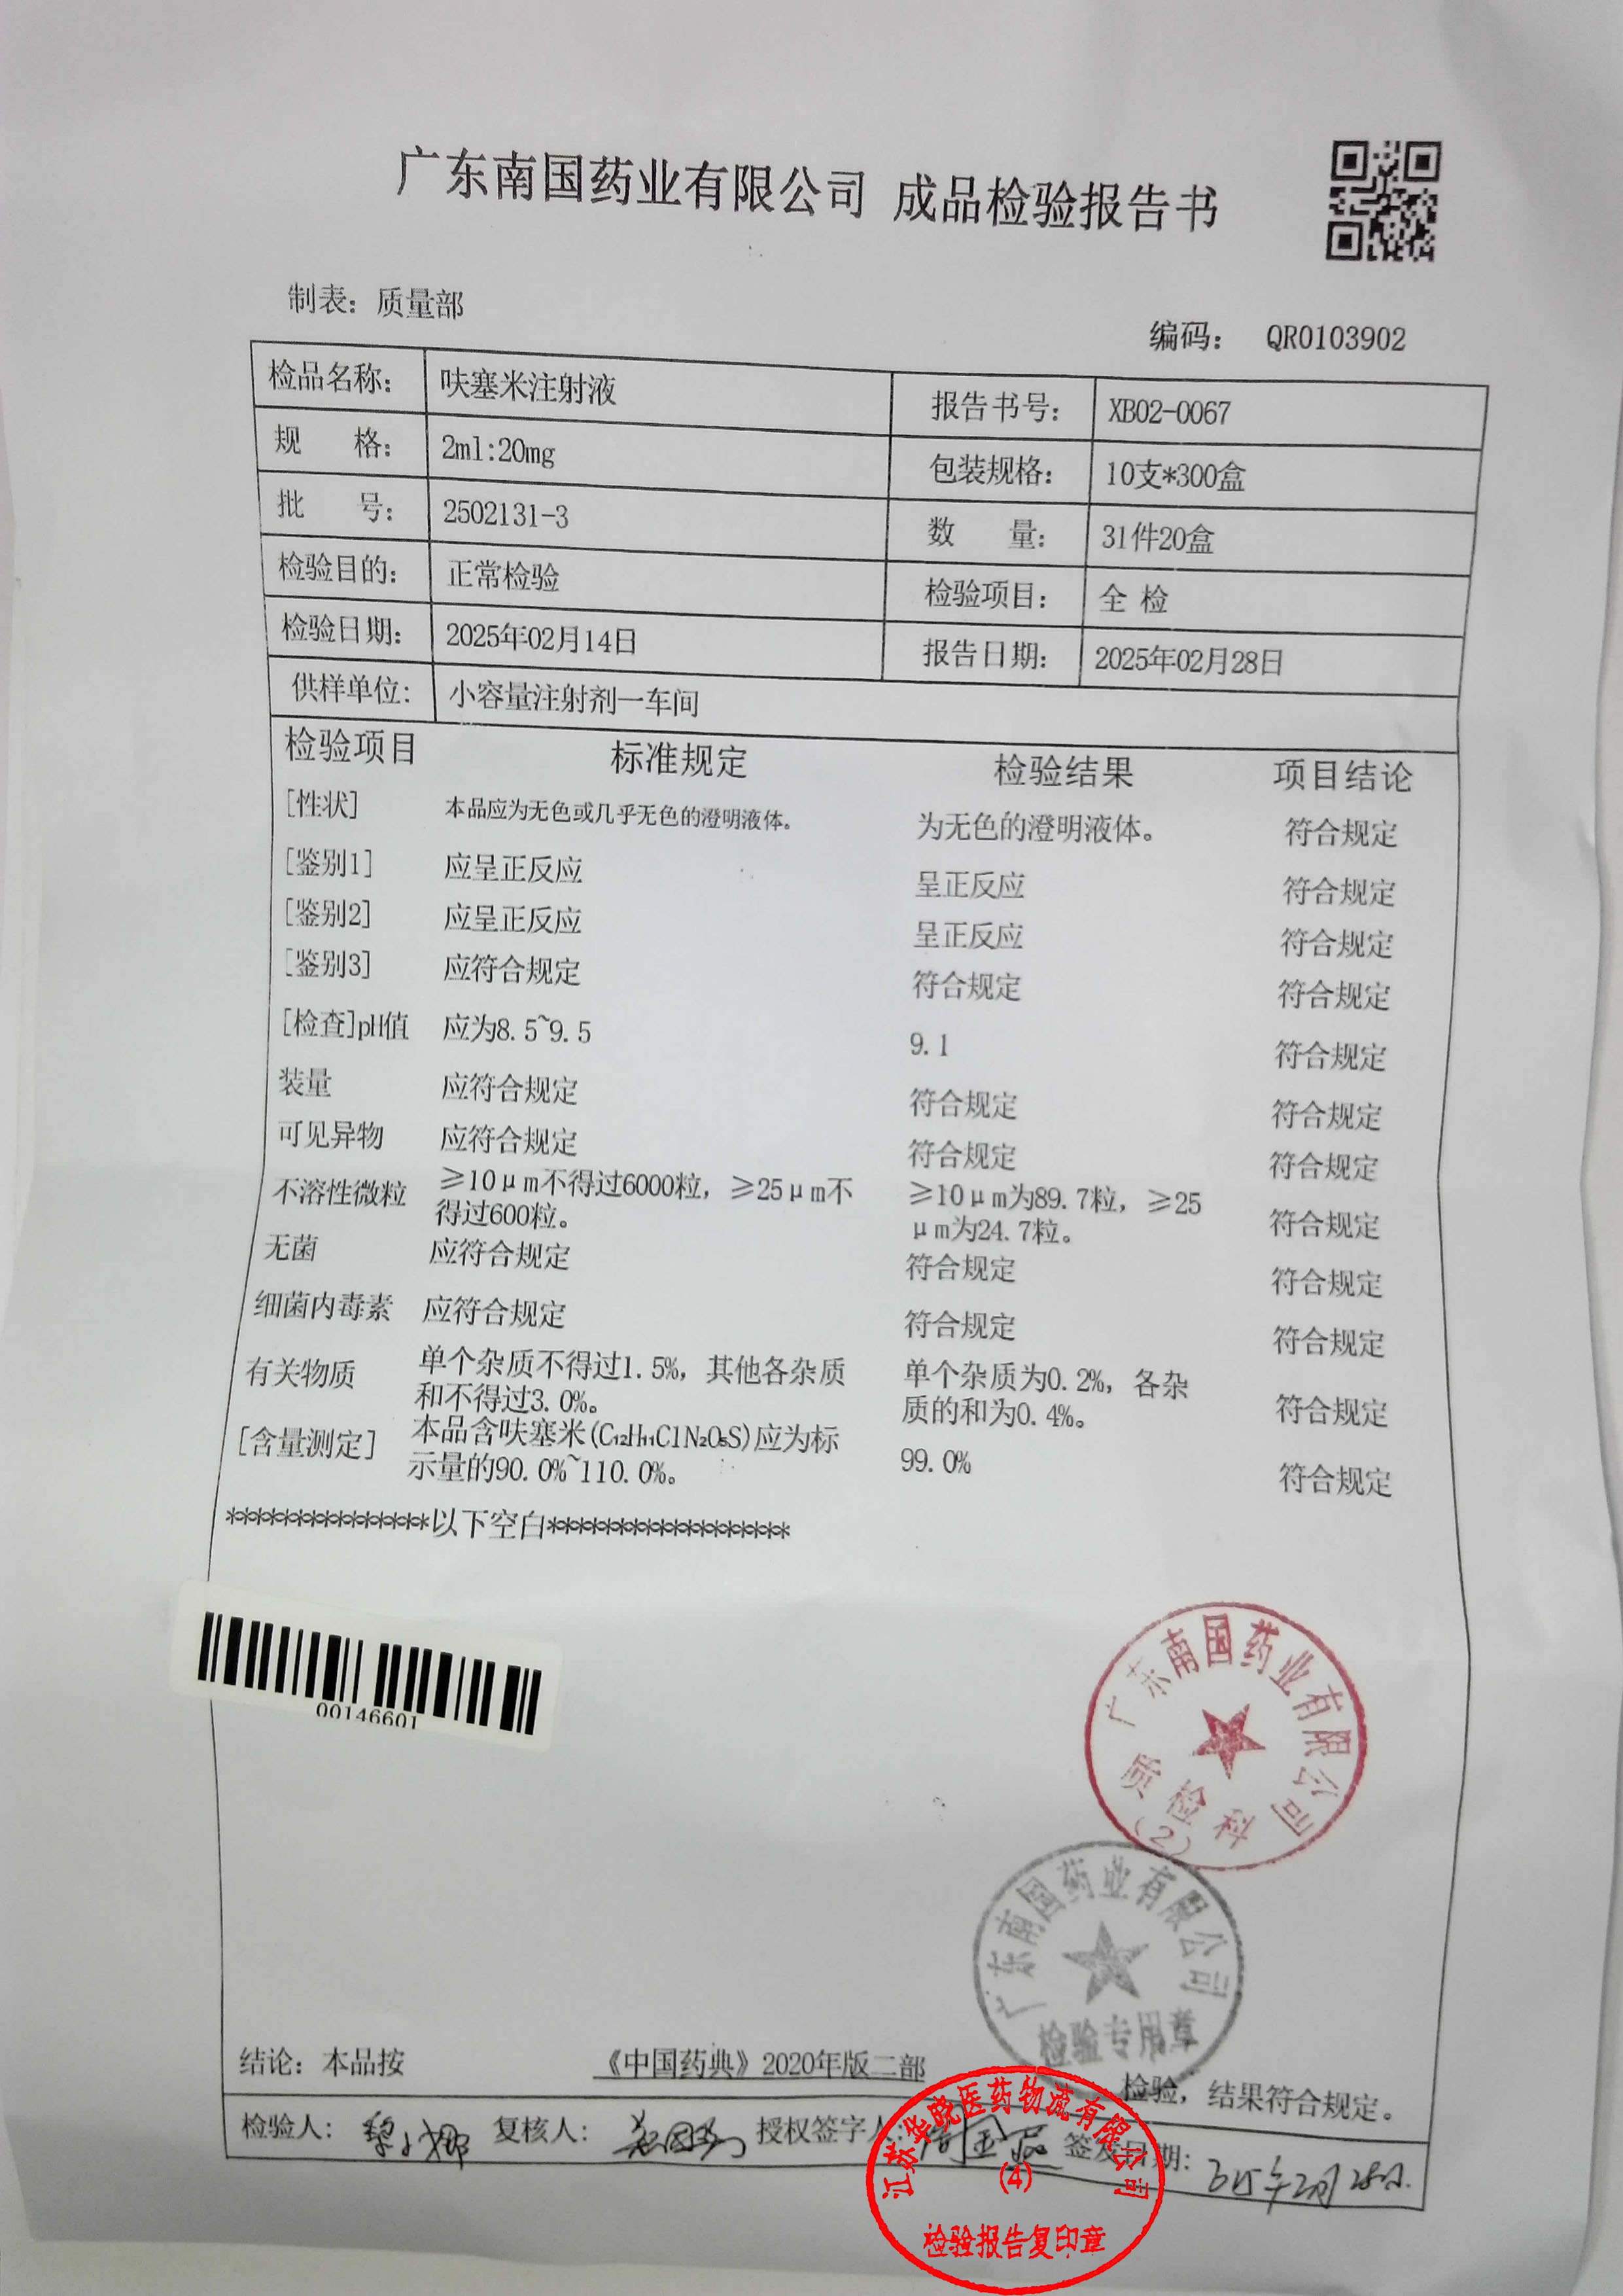 广东南国药业有限公司 成品检验报告书
制表：质量部
编码： QR0103902
检品名称： 呋塞米注射液 报告书号： XB02-0067
规 格： 2ml:20mg 包装规格： 10支*300盒
批 号： 2502131-3 数 量： 31件20盒
检验目的： 正常检验 检验项目： 全 检
检验日期： 2025年02月14日 报告日期： 2025年02月28日
供样单位： 小容量注射剂一车间
检验项目 标准规定 检验结果 项目结论
[性状] 本品应为无色或几乎无色的澄明液体。 为无色的澄明液体。 符合规定
[鉴别1] 应呈正反应 呈正反应 符合规定
[鉴别2] 应呈正反应 呈正反应 符合规定
[鉴别3] 应符合规定 符合规定 符合规定
[检查]pH值 应为8.5~9.5 9.1 符合规定
装量 应符合规定 符合规定 符合规定
可见异物 应符合规定 符合规定 符合规定
不溶性微粒 ≥10μm不得过6000粒，≥25μm不 ≥10μm为89.7粒，≥25 符合规定
得过600粒。 μm为24.7粒。
无菌 应符合规定 符合规定 符合规定
细菌内毒素 应符合规定 符合规定 符合规定
有关物质 单个杂质不得过1.5%，其他各杂质 单个杂质为0.2%，各杂 符合规定
和不得过3.0%。 质的和为0.4%。
[含量测定] 本品含呋塞米(C₁₂H₁₁ClN₂O₅S)应为标 99.0% 符合规定
示量的90.0%~110.0%。
****************以下空白*******************
00146601
广东南国药业有限公司
质检科
(2)
广东南国药业有限公司
检验专用章
结论：本品按 《中国药典》2020年版二部 检验，结果符合规定。
检验人： 复核人： 授权签字人： 签发日期：
江苏华晓医药物流有限公司
(4)
检验报告复印章